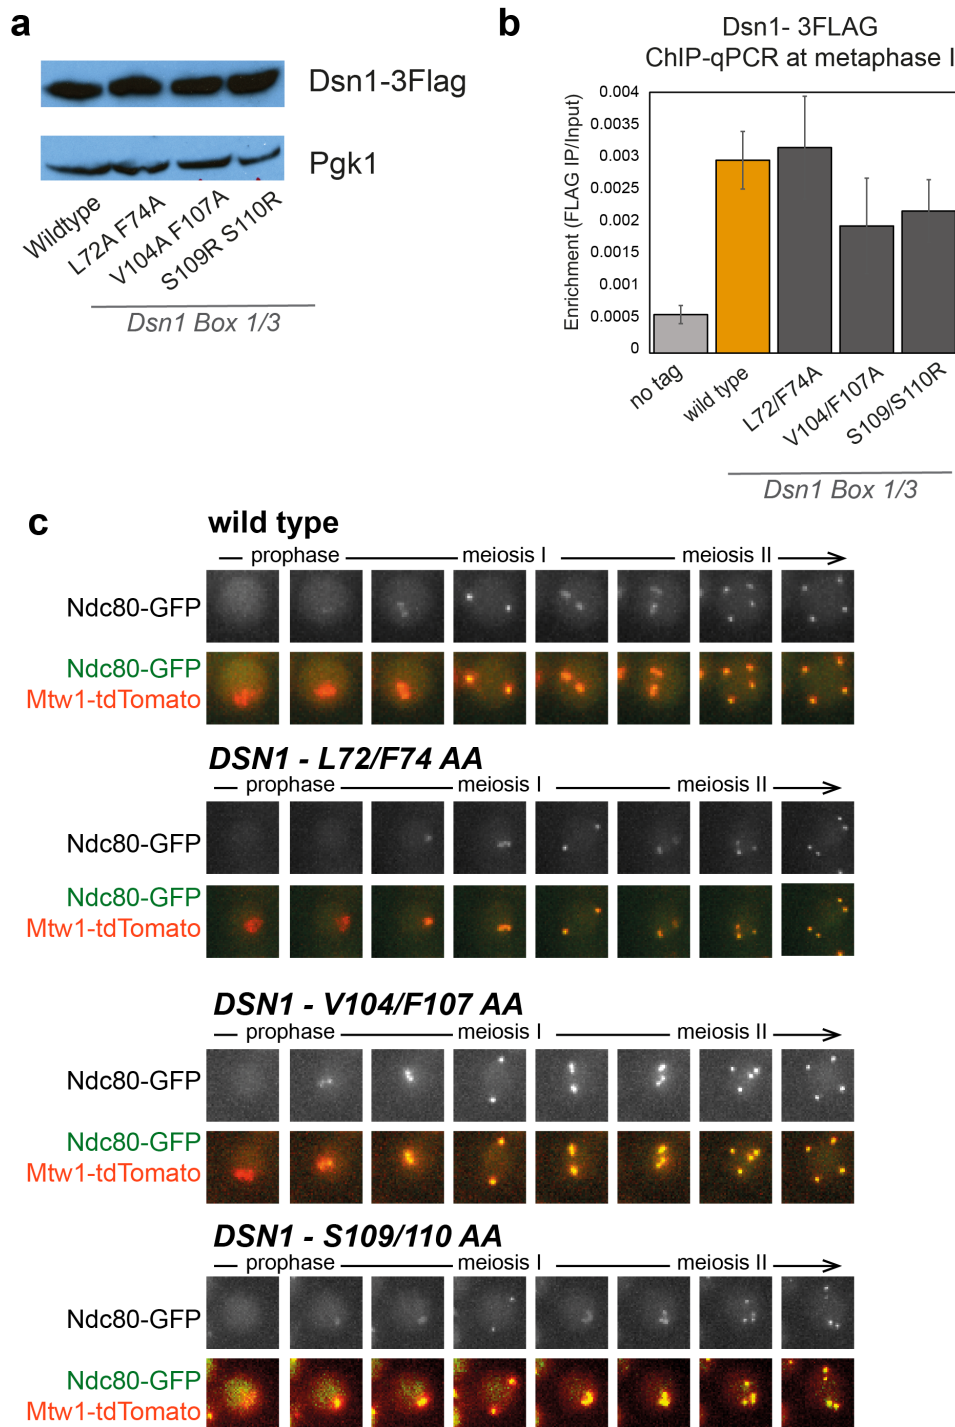 a
Dsn1-3Flag
Pgk1
Wildtype
L72A F74A
V104A F107A
S109R S110R
Dsn1 Box 1/3
b
Dsn1- 3FLAG
ChIP-qPCR at metaphase I
Enrichment (FLAG IP/Input)
0.004
0.0035
0.003
0.0025
0.002
0.0015
0.001
0.0005
0
no tag
wild type
L72/F74A
V104/F107A
S109/S110R
Dsn1 Box 1/3
c
wild type
prophase meiosis I meiosis II
Ndc80-GFP
Ndc80-GFP
Mtw1-tdTomato
DSN1 - L72/F74 AA
prophase meiosis I meiosis II
Ndc80-GFP
Ndc80-GFP
Mtw1-tdTomato
DSN1 - V104/F107 AA
prophase meiosis I meiosis II
Ndc80-GFP
Ndc80-GFP
Mtw1-tdTomato
DSN1 - S109/110 AA
prophase meiosis I meiosis II
Ndc80-GFP
Ndc80-GFP
Mtw1-tdTomato